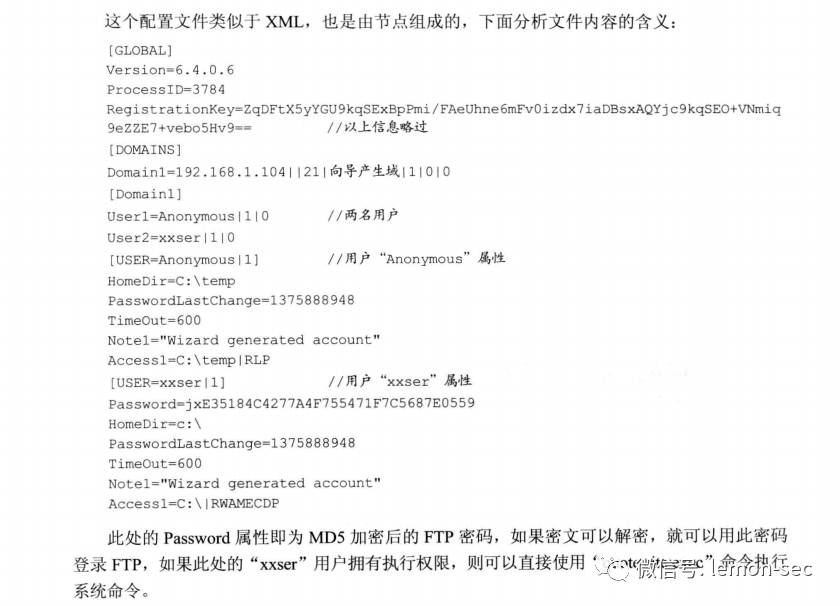 这个配置文件类似于 XML，也是由节点组成的，下面分析文件内容的含义：
[GLOBAL]
Version=6.4.0.6
ProcessID=3784
RegistrationKey=ZqDFtX5yYGU9kqSExBpPmi/FAeUhne6mFv0izdx7iaDBsxAQYjc9kqSEO+VNmiq
9eZZE7+vebo5Hv9== //以上信息略过
[DOMAINS]
Domain1=192.168.1.104||21|向导产生域|1|0|0
[Domain1]
User1=Anonymous|1|0 //两名用户
User2=xxser|1|0
[USER=Anonymous|1] //用户“Anonymous”属性
HomeDir=C:\temp
PasswordLastChange=1375888948
TimeOut=600
Note1="Wizard generated account"
Access1=C:\temp|RLP
[USER=xxser|1] //用户“xxser”属性
Password=jxE35184C4277A4F755471F7C5687E0559
HomeDir=c:\
PasswordLastChange=1375888948
TimeOut=600
Note1="Wizard generated account"
Access1=C:\|RWAMECDP
此处的 Password 属性即为 MD5 加密后的 FTP 密码，如果密文可以解密，就可以用此密码
登录 FTP，如果此处的“xxser”用户拥有执行权限，则可以直接使用“ ”命令执行
系统命令。
微信号: lemon-sec